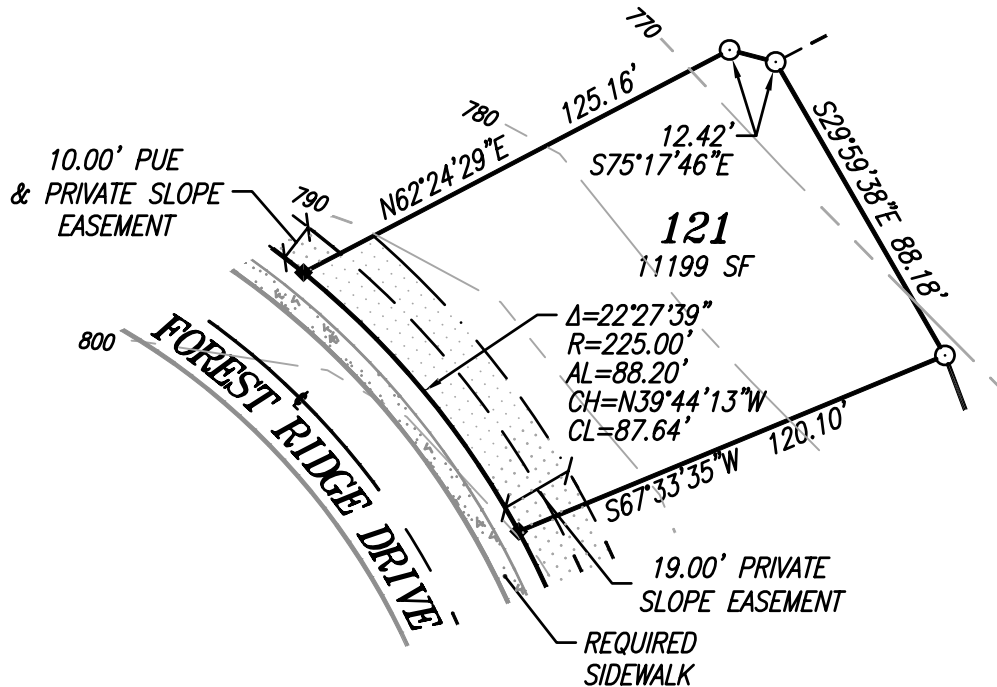 770
780
125.16'
N62°24'29"E
12.42'
S75°17'46"E
S29°59'38"E 88.18'
10.00' PUE
& PRIVATE SLOPE
EASEMENT
790
121
11199 SF
Δ=22°27'39"
R=225.00'
AL=88.20'
CH=N39°44'13"W
CL=87.64'
800
FOREST RIDGE DRIVE
S67°33'35"W 120.10'
19.00' PRIVATE
SLOPE EASEMENT
REQUIRED
SIDEWALK